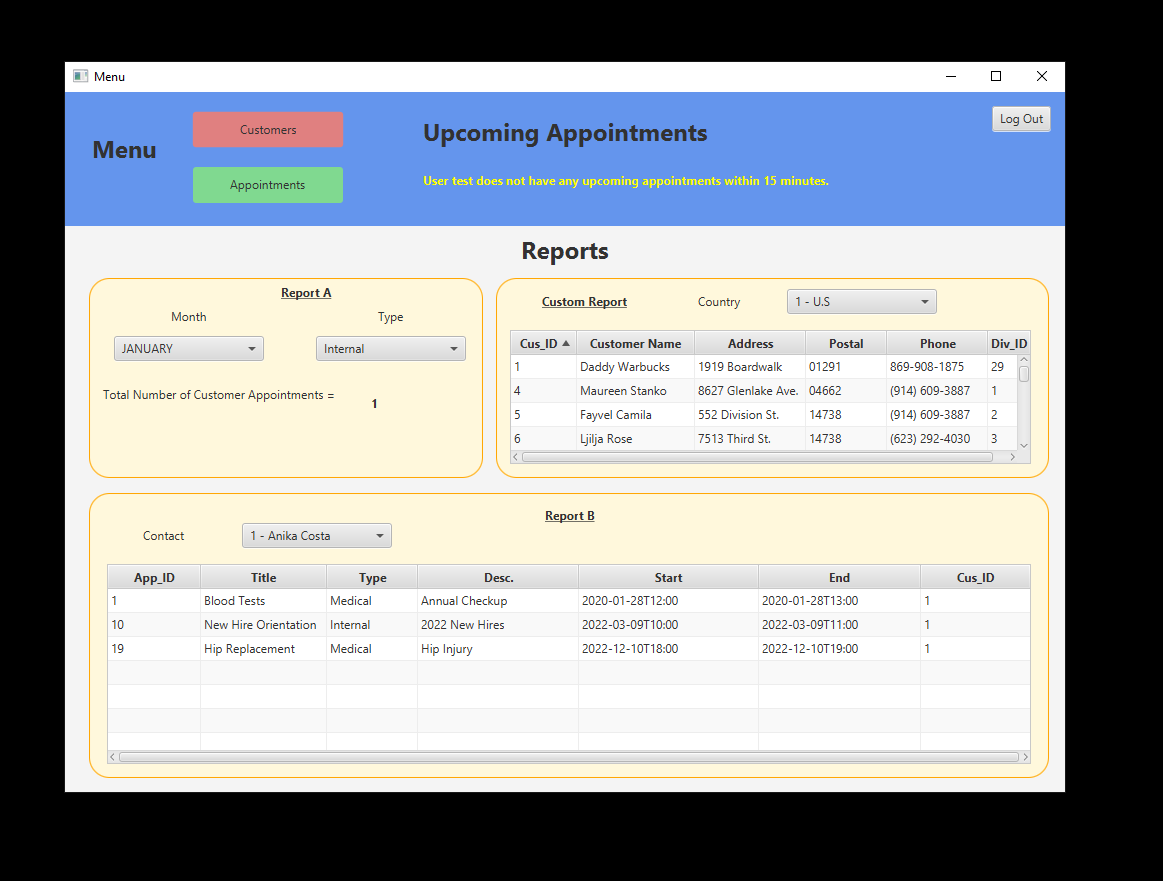 Menu
Menu
Customers
Appointments
Upcoming Appointments
User test does not have any upcoming appointments within 15 minutes.
Log Out
Reports
Report A
Month Type
JANUARY Internal
Total Number of Customer Appointments = 1
Custom Report Country 1 - U.S
Cus_ID Customer Name Address Postal Phone Div_ID
1 Daddy Warbucks 1919 Boardwalk 01291 869-908-1875 29
4 Maureen Stanko 8627 Glenlake Ave. 04662 (914) 609-3887 1
5 Fayvel Camila 552 Division St. 14738 (914) 609-3887 2
6 Ljilja Rose 7513 Third St. 14738 (623) 292-4030 3
Report B
Contact 1 - Anika Costa
App_ID Title Type Desc. Start End Cus_ID
1 Blood Tests Medical Annual Checkup 2020-01-28T12:00 2020-01-28T13:00 1
10 New Hire Orientation Internal 2022 New Hires 2022-03-09T10:00 2022-03-09T11:00 1
19 Hip Replacement Medical Hip Injury 2022-12-10T18:00 2022-12-10T19:00 1